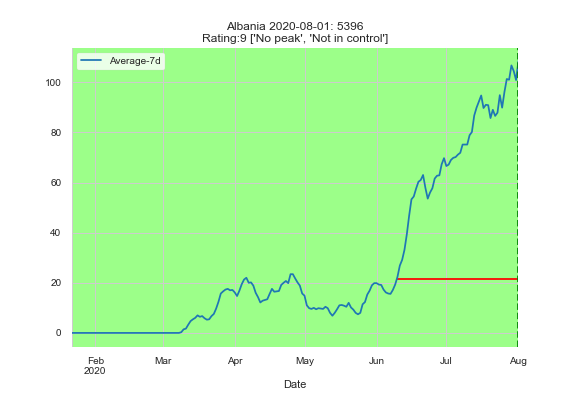 Albania 2020-08-01: 5396
Rating:9 ['No peak', 'Not in control']
Average-7d
100
80
60
40
20
0
Feb
2020
Mar
Apr
May
Jun
Jul
Aug
Date